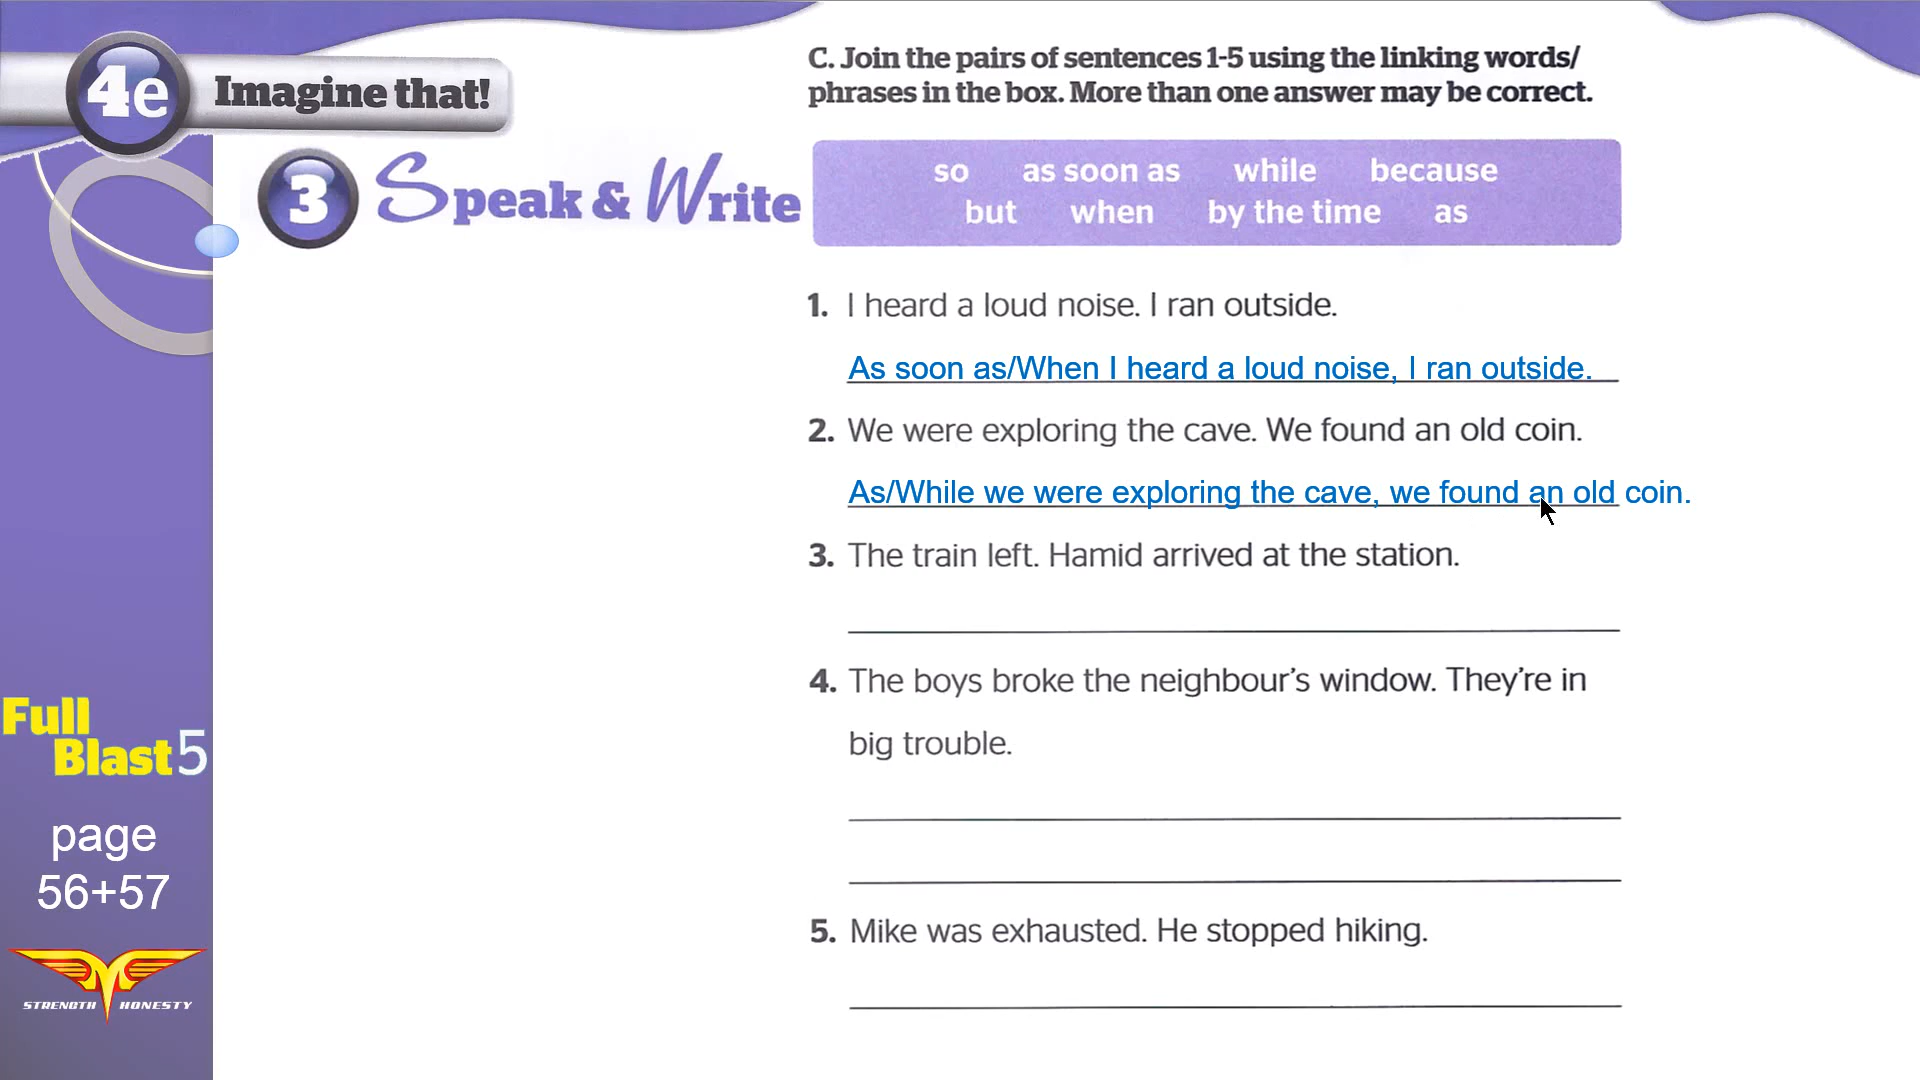 4e Imagine that!
3 Speak & Write
C. Join the pairs of sentences 1-5 using the linking words/
phrases in the box. More than one answer may be correct.
so as soon as while because
but when by the time as
1. I heard a loud noise. I ran outside.
As soon as/When I heard a loud noise, I ran outside.
2. We were exploring the cave. We found an old coin.
As/While we were exploring the cave, we found an old coin.
3. The train left. Hamid arrived at the station.
4. The boys broke the neighbour's window. They're in
big trouble.
5. Mike was exhausted. He stopped hiking.
Full
Blast 5
page
56+57
STRENGTH HONESTY